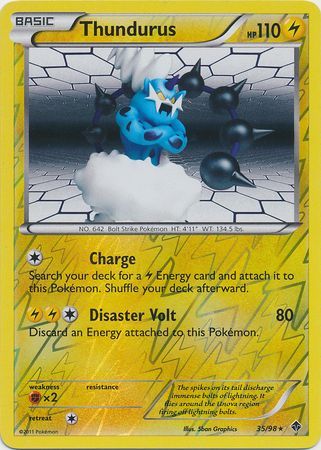 BASIC
Thundurus HP110
NO. 642 Bolt Strike Pokémon HT: 4'11" WT: 134.5 lbs.
Charge
Search your deck for a Energy card and attach it to
this Pokémon. Shuffle your deck afterward.
Disaster Volt 80
Discard an Energy attached to this Pokémon.
weakness resistance
×2
retreat
The spikes on its tail discharge
immense bolts of lightning. It
flies around the Unova region
firing off lightning bolts.
©2011 Pokémon
Illus. 5ban Graphics
35/98★